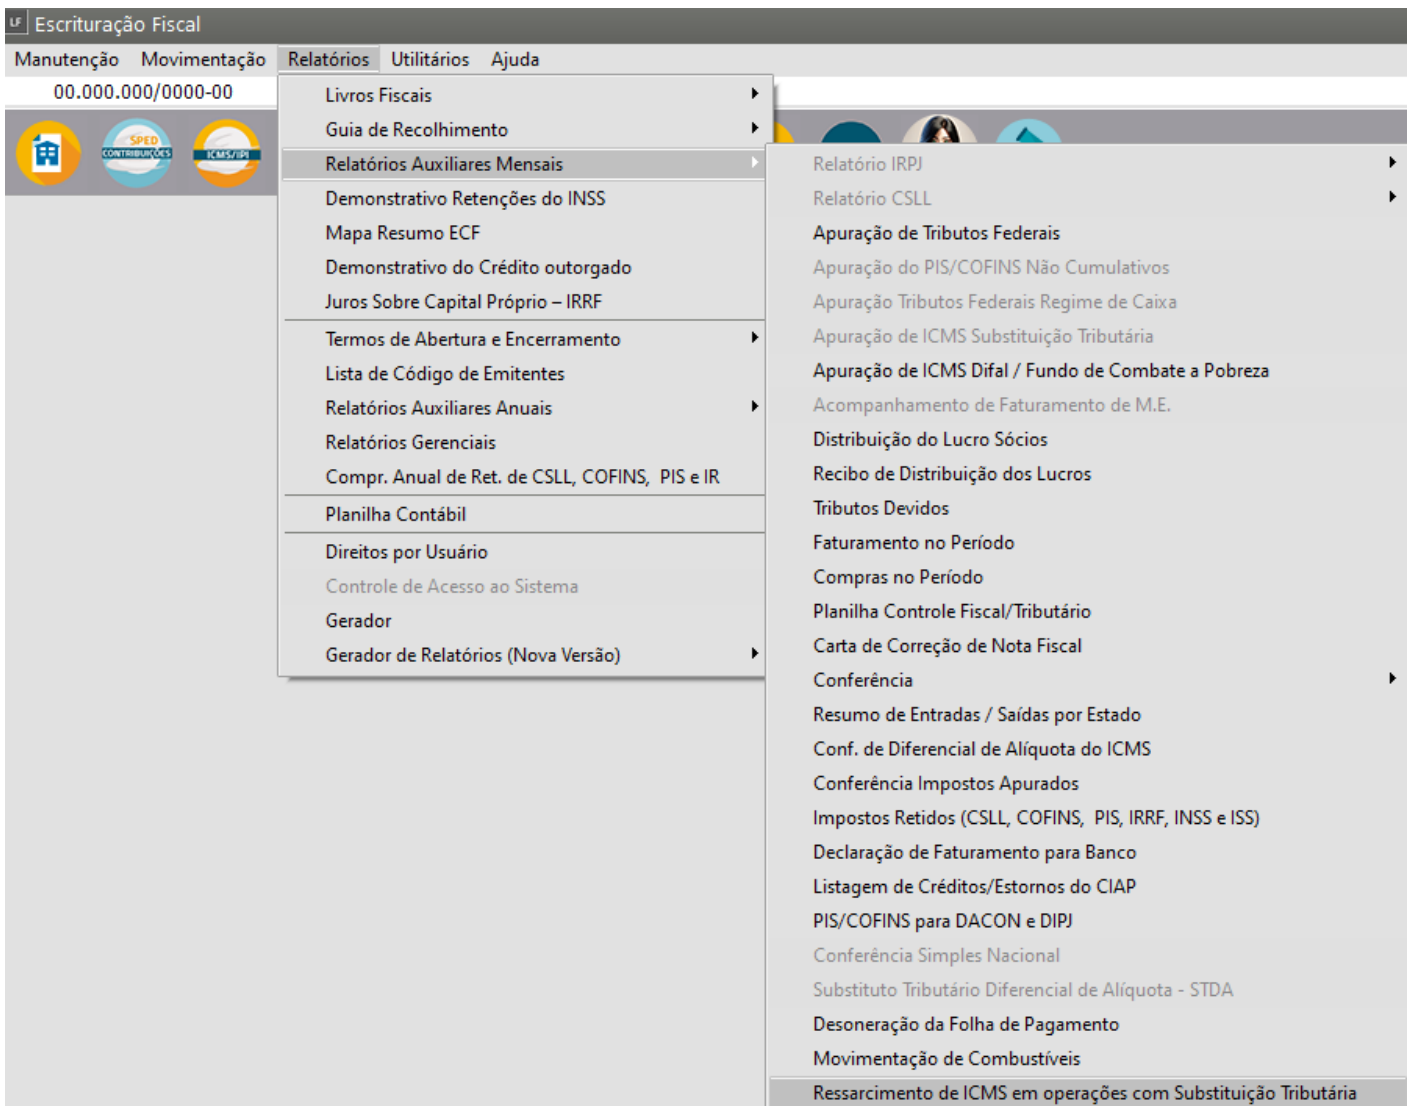 LF Escrituração Fiscal
Manutenção Movimentação Relatórios Utilitários Ajuda
00.000.000/0000-00
SPED
CONTRIBUIÇÕES
ICMS/IPI
Livros Fiscais
Guia de Recolhimento
Relatórios Auxiliares Mensais
Demonstrativo Retenções do INSS
Mapa Resumo ECF
Demonstrativo do Crédito outorgado
Juros Sobre Capital Próprio – IRRF
Termos de Abertura e Encerramento
Lista de Código de Emitentes
Relatórios Auxiliares Anuais
Relatórios Gerenciais
Compr. Anual de Ret. de CSLL, COFINS, PIS e IR
Planilha Contábil
Direitos por Usuário
Controle de Acesso ao Sistema
Gerador
Gerador de Relatórios (Nova Versão)
Relatório IRPJ
Relatório CSLL
Apuração de Tributos Federais
Apuração do PIS/COFINS Não Cumulativos
Apuração Tributos Federais Regime de Caixa
Apuração de ICMS Substituição Tributária
Apuração de ICMS Difal / Fundo de Combate a Pobreza
Acompanhamento de Faturamento de M.E.
Distribuição do Lucro Sócios
Recibo de Distribuição dos Lucros
Tributos Devidos
Faturamento no Período
Compras no Período
Planilha Controle Fiscal/Tributário
Carta de Correção de Nota Fiscal
Conferência
Resumo de Entradas / Saídas por Estado
Conf. de Diferencial de Alíquota do ICMS
Conferência Impostos Apurados
Impostos Retidos (CSLL, COFINS, PIS, IRRF, INSS e ISS)
Declaração de Faturamento para Banco
Listagem de Créditos/Estornos do CIAP
PIS/COFINS para DACON e DIPJ
Conferência Simples Nacional
Substituto Tributário Diferencial de Alíquota - STDA
Desoneração da Folha de Pagamento
Movimentação de Combustíveis
Ressarcimento de ICMS em operações com Substituição Tributária